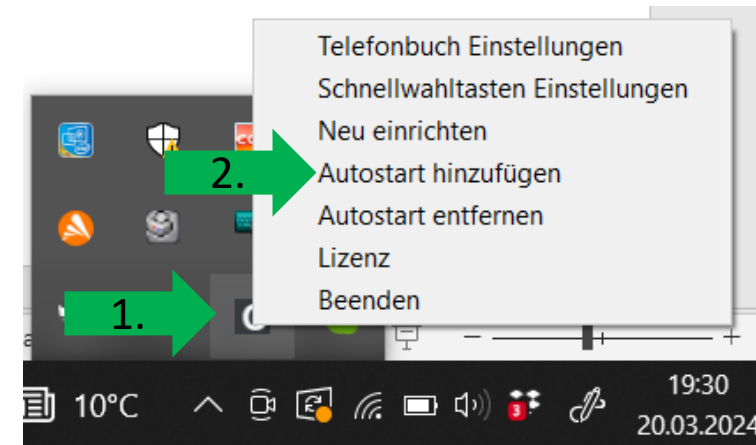 Telefonbuch Einstellungen
Schnellwahltasten Einstellungen
Neu einrichten
2.
Autostart hinzufügen
Autostart entfernen
Lizenz
Beenden
1.
10°C
3
19:30
20.03.2024